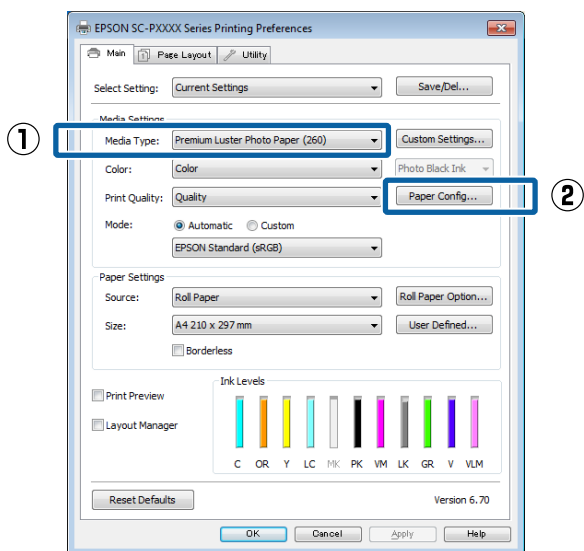 EPSON SC-PXXXX Series Printing Preferences
Main Page Layout Utility
Select Setting: Current Settings Save/Del...
Media Settings
① Media Type: Premium Luster Photo Paper (260) Custom Settings...
Color: Color Photo Black Ink
Print Quality: Quality Paper Config... ②
Mode: Automatic Custom
EPSON Standard (sRGB)
Paper Settings
Source: Roll Paper Roll Paper Option...
Size: A4 210 x 297 mm User Defined...
Borderless
Ink Levels
Print Preview
Layout Manager
C OR Y LC MK PK VM LK GR V VLM
Reset Defaults Version 6.70
OK Cancel Apply Help